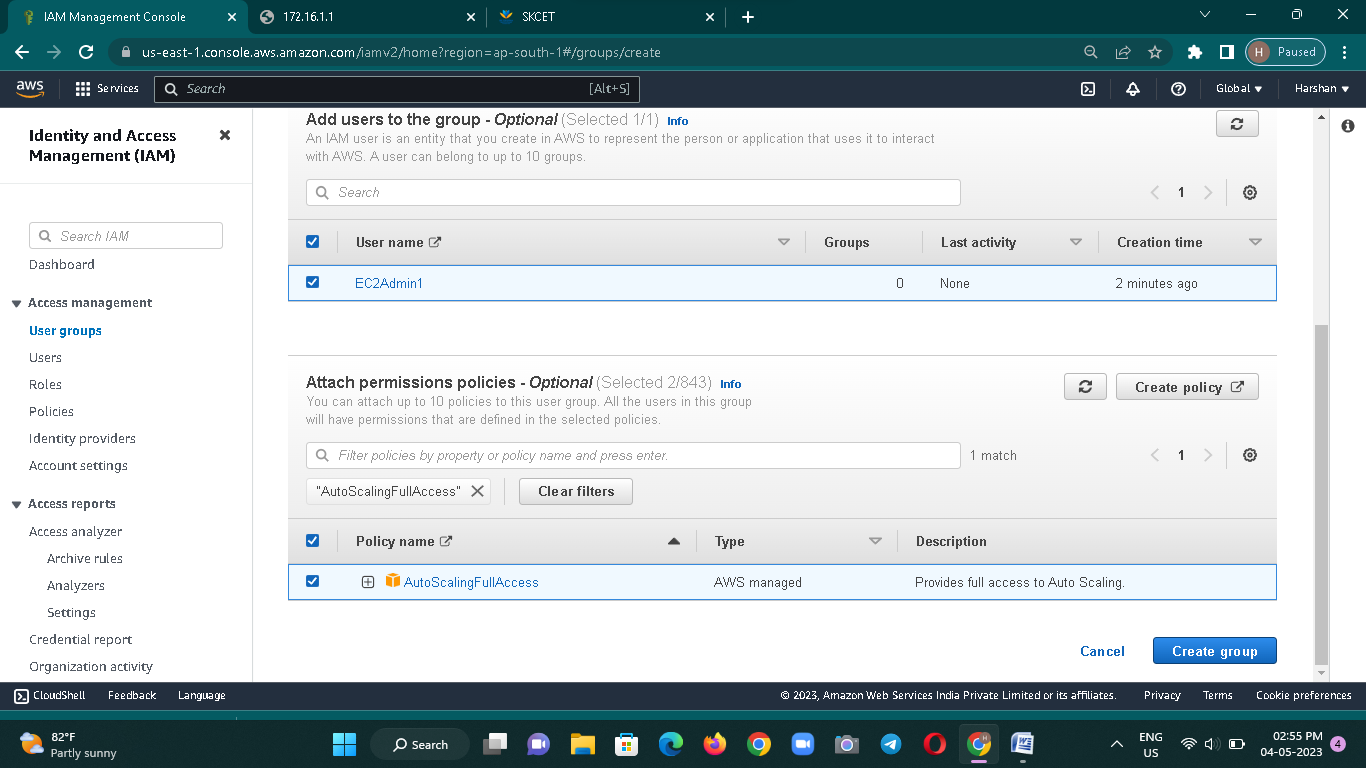 IAM Management Console
172.16.1.1
SKCET
us-east-1.console.aws.amazon.com/iamv2/home?region=ap-south-1#/groups/create
H Paused
aws Services Search [Alt+S] Global Harshan
Identity and Access
Management (IAM)
Search IAM
Dashboard
Access management
User groups
Users
Roles
Policies
Identity providers
Account settings
Access reports
Access analyzer
Archive rules
Analyzers
Settings
Credential report
Organization activity
Add users to the group - Optional (Selected 1/1) Info
An IAM user is an entity that you create in AWS to represent the person or application that uses it to interact
with AWS. A user can belong to up to 10 groups.
Search
1
User name Groups Last activity Creation time
EC2Admin1 0 None 2 minutes ago
Attach permissions policies - Optional (Selected 2/843) Info
Create policy
You can attach up to 10 policies to this user group. All the users in this group
will have permissions that are defined in the selected policies.
Filter policies by property or policy name and press enter. 1 match 1
"AutoScalingFullAccess" Clear filters
Policy name Type Description
AutoScalingFullAccess AWS managed Provides full access to Auto Scaling.
Cancel Create group
CloudShell Feedback Language © 2023, Amazon Web Services India Private Limited or its affiliates. Privacy Terms Cookie preferences
82°F
Partly sunny
Search
ENG
US
02:55 PM
04-05-2023
4